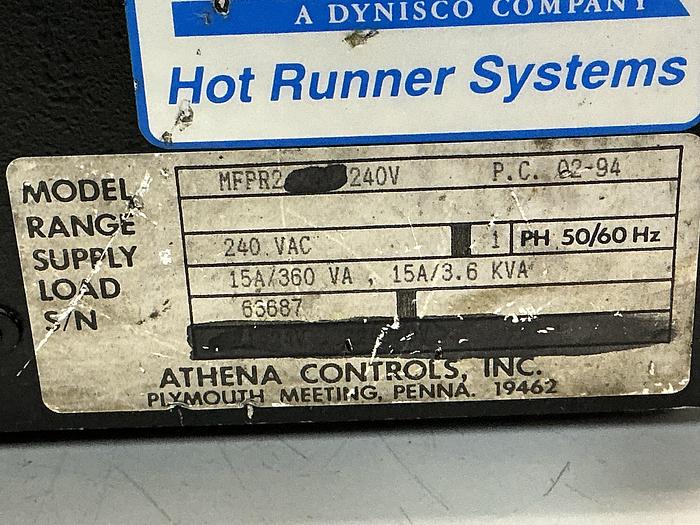 A DYNISCO COMPANY
Hot Runner Systems
MODEL MFPR2 240V P.C. 02-94
RANGE
SUPPLY 240 VAC 1 PH 50/60 Hz
LOAD 15A/360 VA , 15A/3.6 KVA
S/N 63687
ATHENA CONTROLS, INC.
PLYMOUTH MEETING, PENNA. 19462